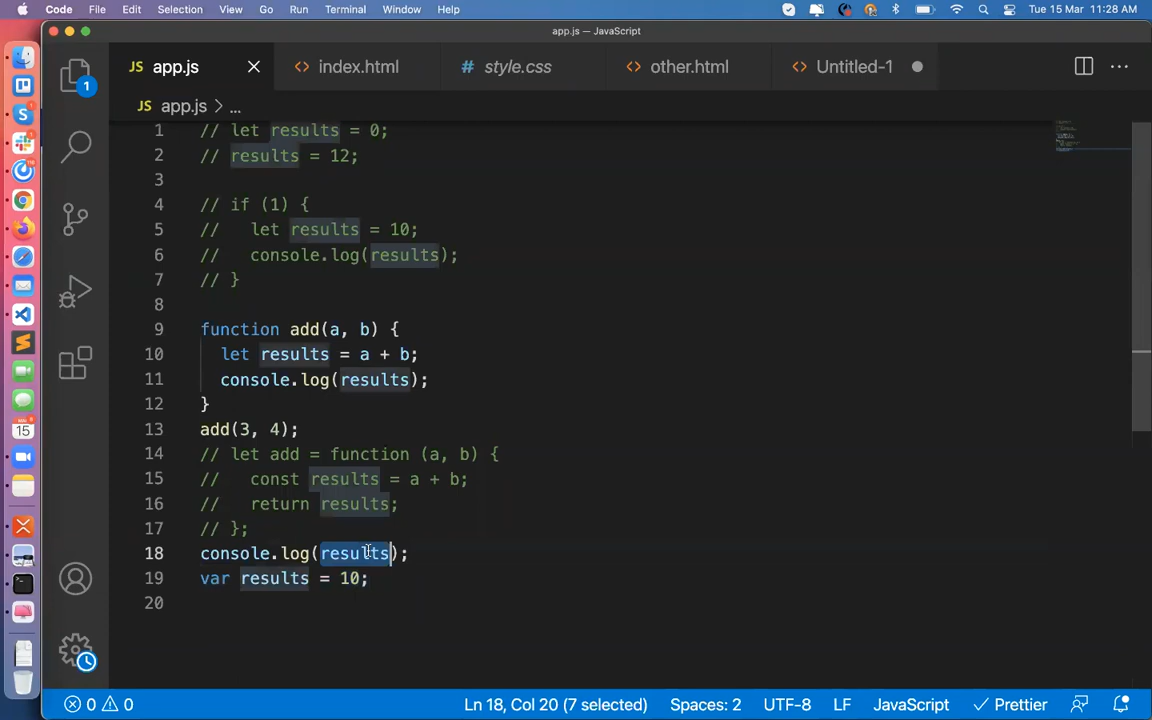 Code File Edit Selection View Go Run Terminal Window Help Tue 15 Mar 11:28 AM
app.js — JavaScript
JS app.js index.html # style.css other.html Untitled-1
1
JS app.js > ...
1 // let results = 0;
2 // results = 12;
3
4 // if (1) {
5 //   let results = 10;
6 //   console.log(results);
7 // }
8
9 function add(a, b) {
10   let results = a + b;
11   console.log(results);
12 }
13 add(3, 4);
14 // let add = function (a, b) {
15 //   const results = a + b;
16 //   return results;
17 // };
18 console.log(results);
19 var results = 10;
20
15
0 0 Ln 18, Col 20 (7 selected) Spaces: 2 UTF-8 LF JavaScript Prettier